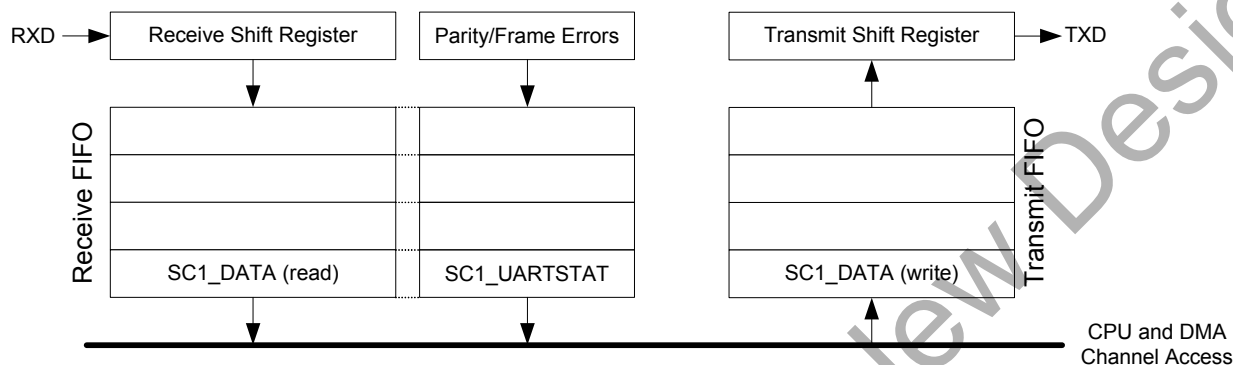 RXD
Receive Shift Register
Parity/Frame Errors
Transmit Shift Register
TXD
Receive FIFO
Transmit FIFO
SC1_DATA (read)
SC1_UARTSTAT
SC1_DATA (write)
CPU and DMA
Channel Access